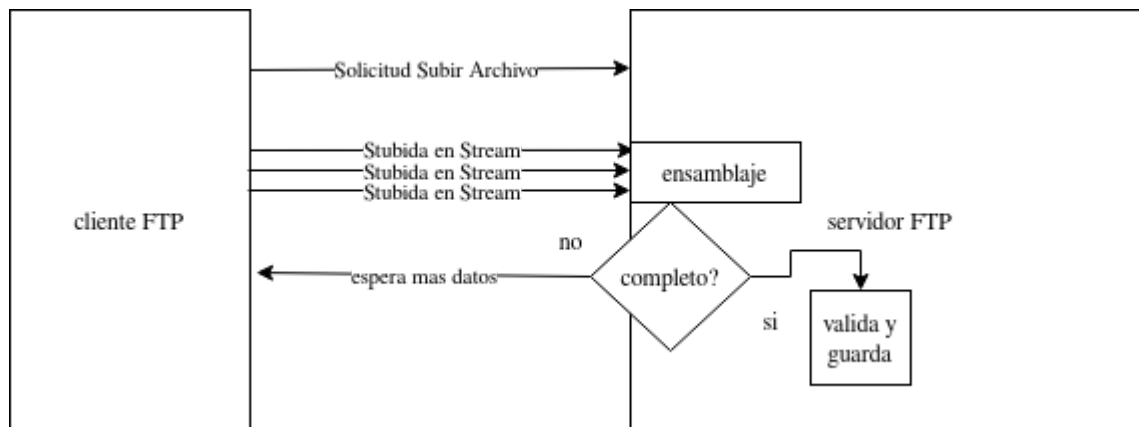 Solicitud Subir Archivo
Stubida en Stream
Stubida en Stream
Stubida en Stream
ensamblaje
cliente FTP
servidor FTP
no
espera mas datos
completo?
si
valida y
guarda